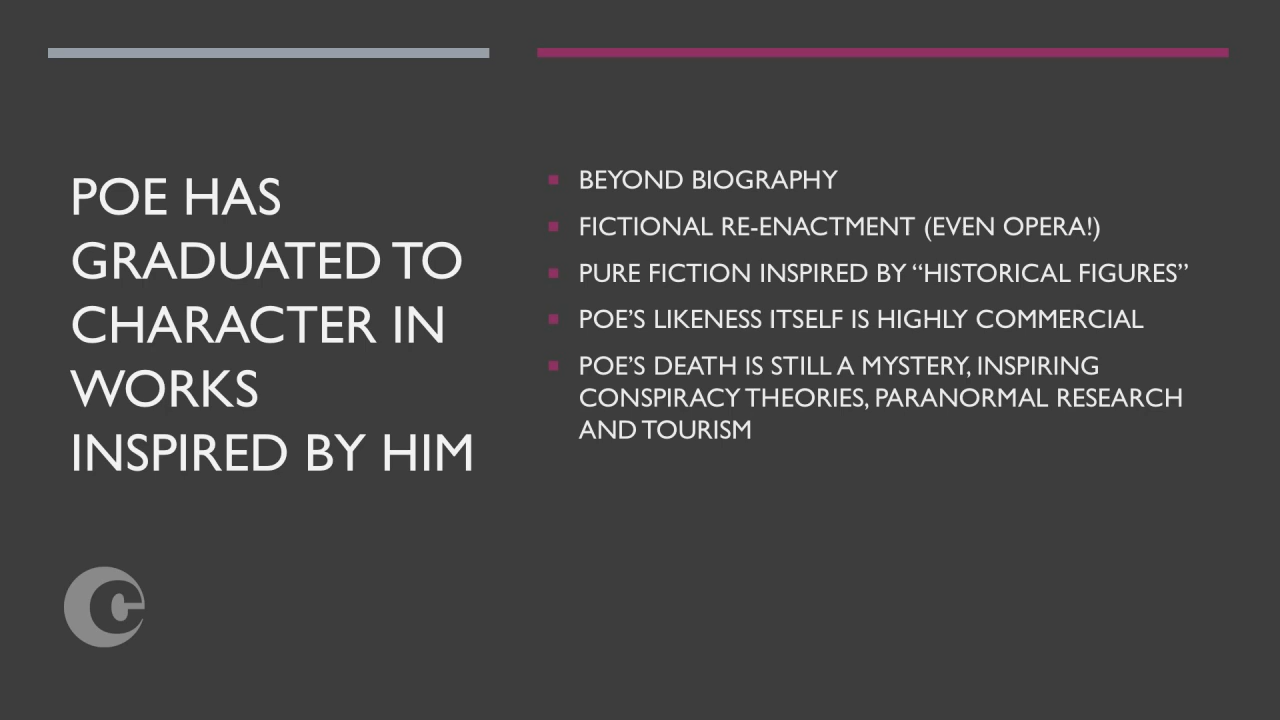 POE HAS
GRADUATED TO
CHARACTER IN
WORKS
INSPIRED BY HIM
BEYOND BIOGRAPHY
FICTIONAL RE-ENACTMENT (EVEN OPERA!)
PURE FICTION INSPIRED BY “HISTORICAL FIGURES”
POE’S LIKENESS ITSELF IS HIGHLY COMMERCIAL
POE’S DEATH IS STILL A MYSTERY, INSPIRING
CONSPIRACY THEORIES, PARANORMAL RESEARCH
AND TOURISM